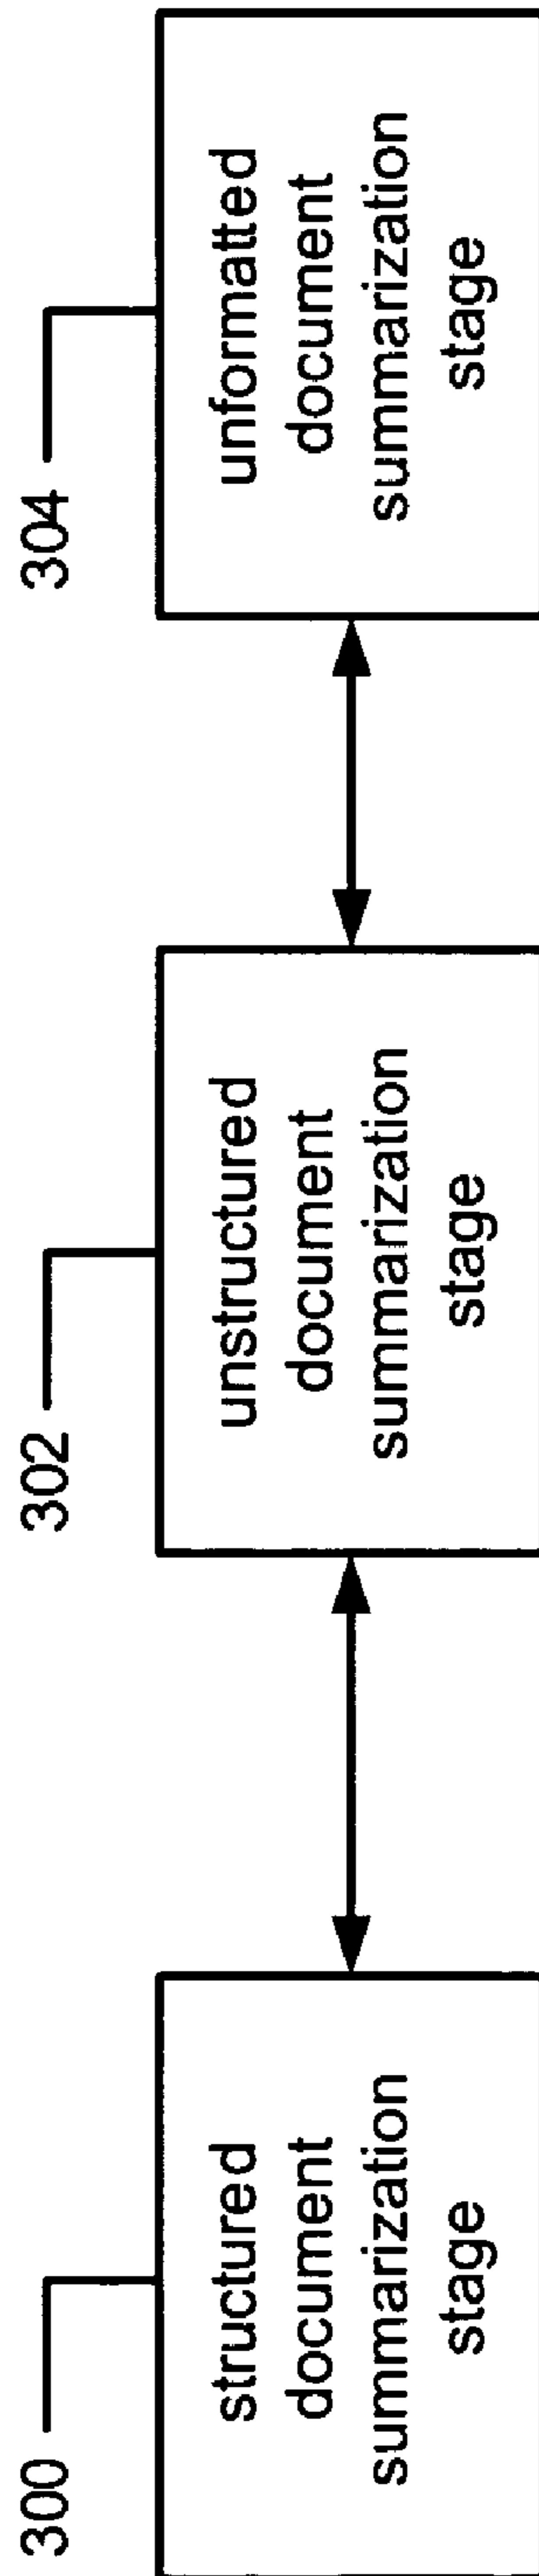 300
structured
document
summarization
stage
302
unstructured
document
summarization
stage
304
unformatted
document
summarization
stage